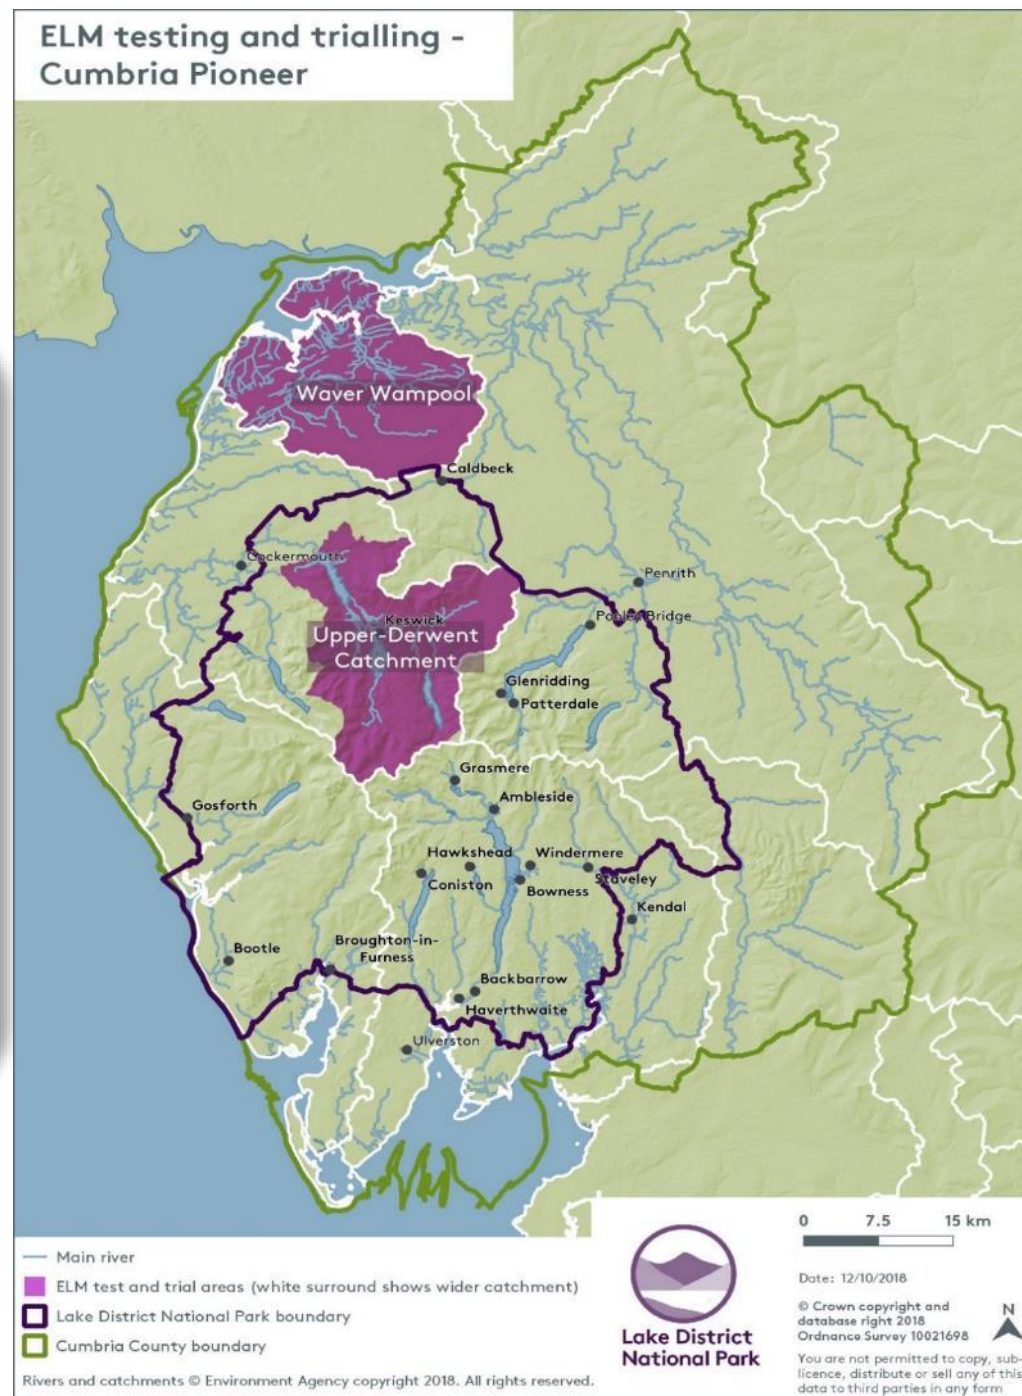 ELM testing and trialling -
Cumbria Pioneer
Waver Wampool
Caldbeck
Cockermouth
Penrith
Keswick
Pooley Bridge
Upper-Derwent
Catchment
Glenridding
Patterdale
Grasmere
Ambleside
Gosforth
Hawkshead
Windermere
Coniston
Staveley
Bowness
Kendal
Bootle
Broughton-in-
Furness
Backbarrow
Haverthwaite
Ulverston
Main river
ELM test and trial areas (white surround shows wider catchment)
Lake District National Park boundary
Cumbria County boundary
Rivers and catchments © Environment Agency copyright 2018. All rights reserved.
Lake District
National Park
0 7.5 15 km
Date: 12/10/2018
© Crown copyright and
database right 2018
Ordnance Survey 10021698
N
You are not permitted to copy, sub-
licence, distribute or sell any of this
data to third parties in any form